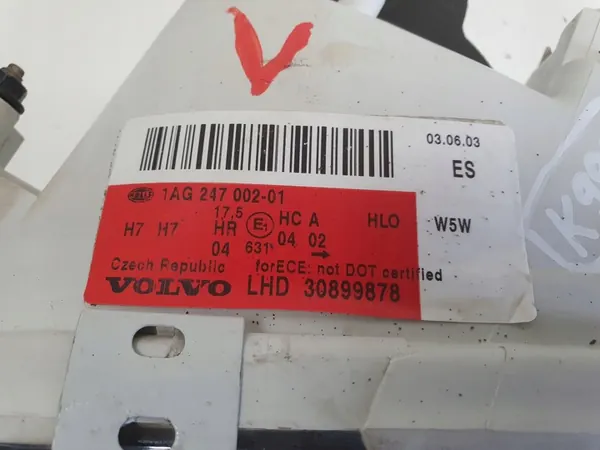 V
03.06.03
ES
HELLA 1AG 247 002-01
17,5
H7 H7 HR E1 HC A HLO W5W
04 631 04 02 →
Czech Republic forECE: not DOT certified
VOLVO LHD 30899878